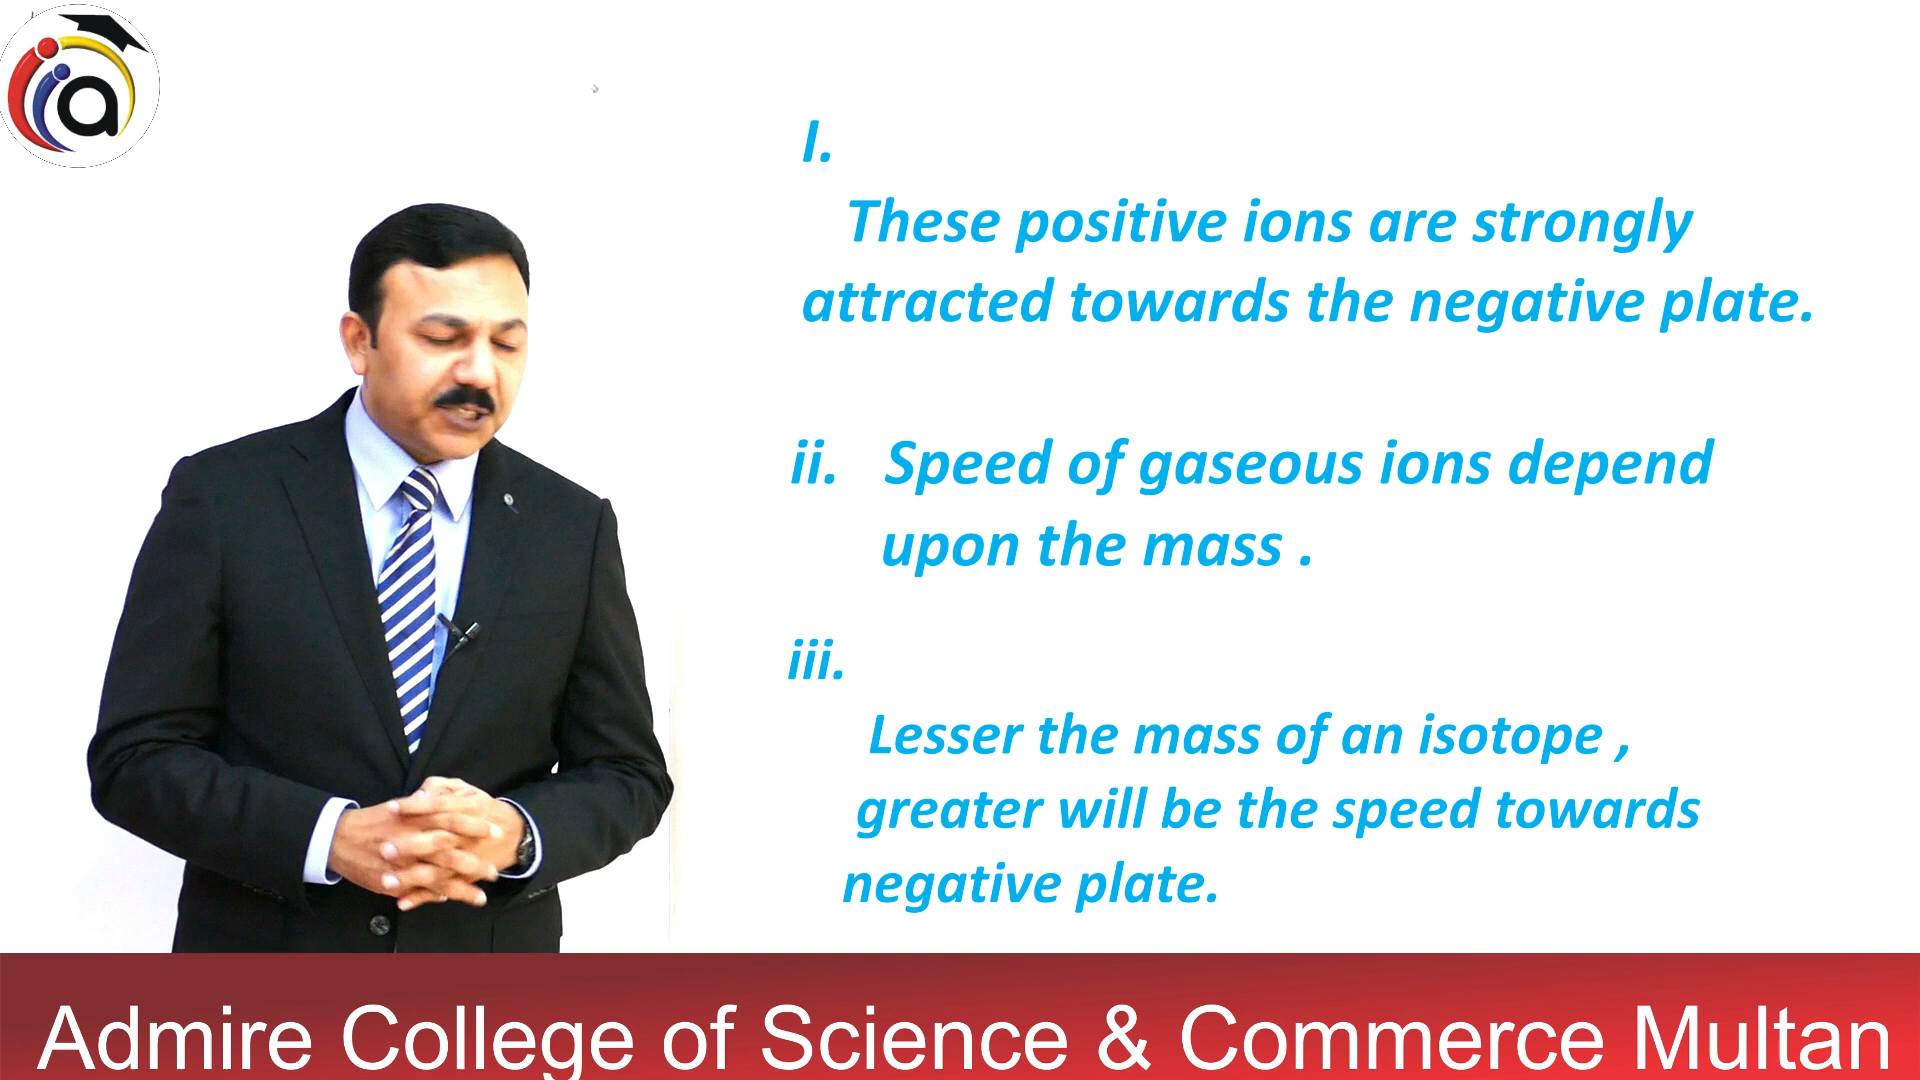 a
I.
These positive ions are strongly
attracted towards the negative plate.
ii. Speed of gaseous ions depend
upon the mass .
iii.
Lesser the mass of an isotope ,
greater will be the speed towards
negative plate.
Admire College of Science & Commerce Multan